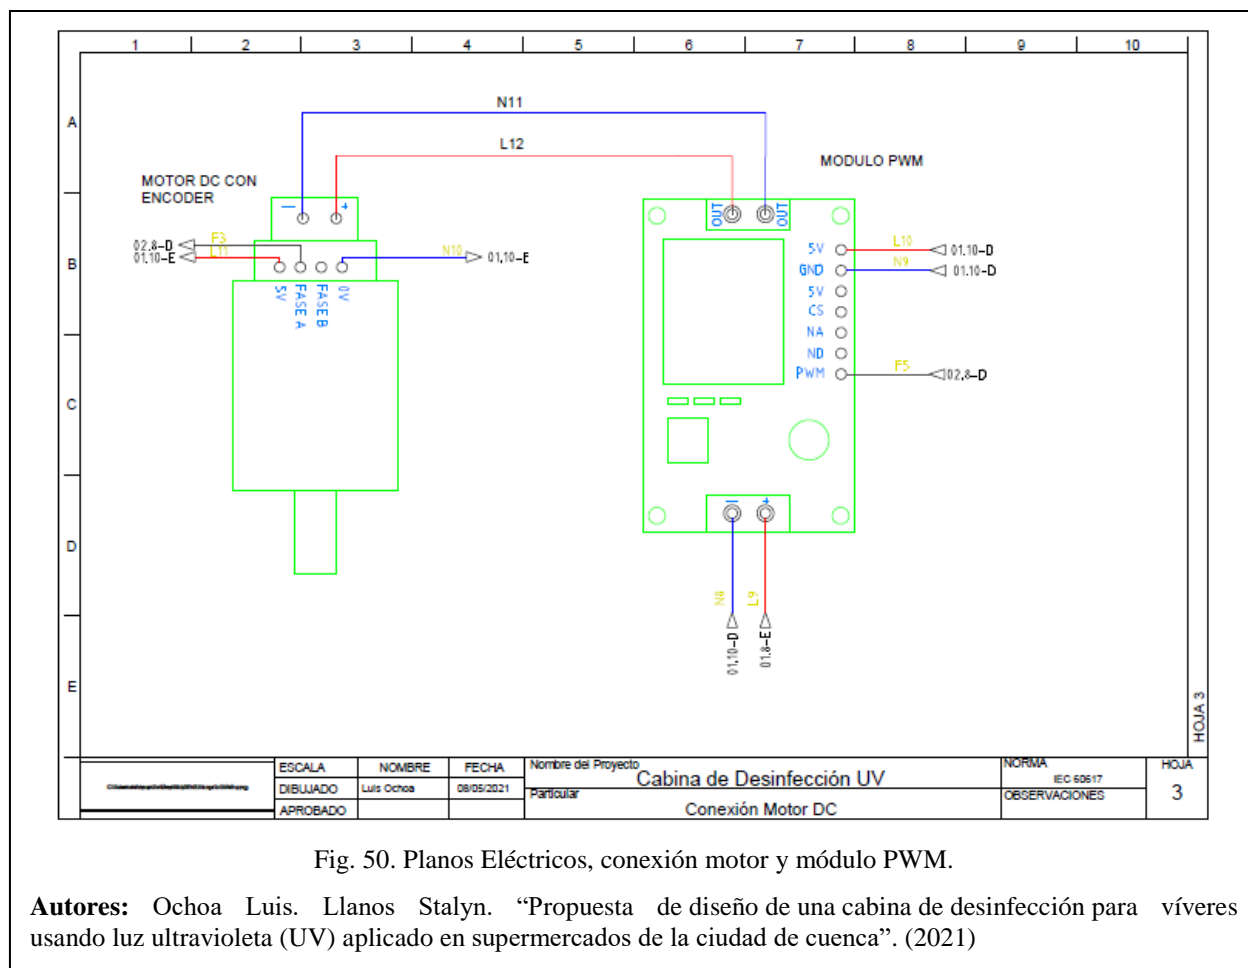 1 2 3 4 5 6 7 8 9 10
A
N11
L12
MODULO PWM
MOTOR DC CON
ENCODER
— +
OUT OUT
B
02.8-D F3
01.10-E L11
N10 01.10-E
5V FASE A FASE B 0V
5V L10 01.10-D
GND N9 01.10-D
5V
CS
NA
ND
PWM F5 02.8-D
C
D
— +
N8 L9
01.10-D 01.8-E
E
HOJA 3
ESCALA NOMBRE FECHA Nombre del Proyecto NORMA HOJA
Cabina de Desinfección UV IEC 60617
DIBUJADO Luis Ochoa 08/05/2021 Particular OBSERVACIONES 3
APROBADO Conexión Motor DC
Fig. 50. Planos Eléctricos, conexión motor y módulo PWM.
Autores: Ochoa Luis. Llanos Stalyn. “Propuesta de diseño de una cabina de desinfección para víveres
usando luz ultravioleta (UV) aplicado en supermercados de la ciudad de cuenca”. (2021)